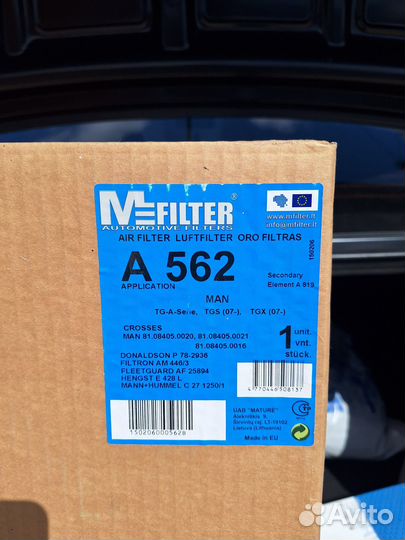 MFILTER®
AUTOMOTIVE FILTERS
www.mfilter.lt
info@mfilter.lt
AIR FILTER LUFTFILTER ORO FILTRAS
150206
A 562
Secondary
Element A 819
APPLICATION
MAN
TG-A-Serie, TGS (07-), TGX (07-)
CROSSES
MAN 81.08405.0020, 81.08405.0021
81.08405.0016
1 unit.
vnt.
stück.
DONALDSON P 78-2936
FILTRON AM 446/3
FLEETGUARD AF 25894
HENGST E 428 L
MANN+HUMMEL C 27 1250/1
4770446508137
1502060005628
UAB "MATURE"
Made in EU
Avito